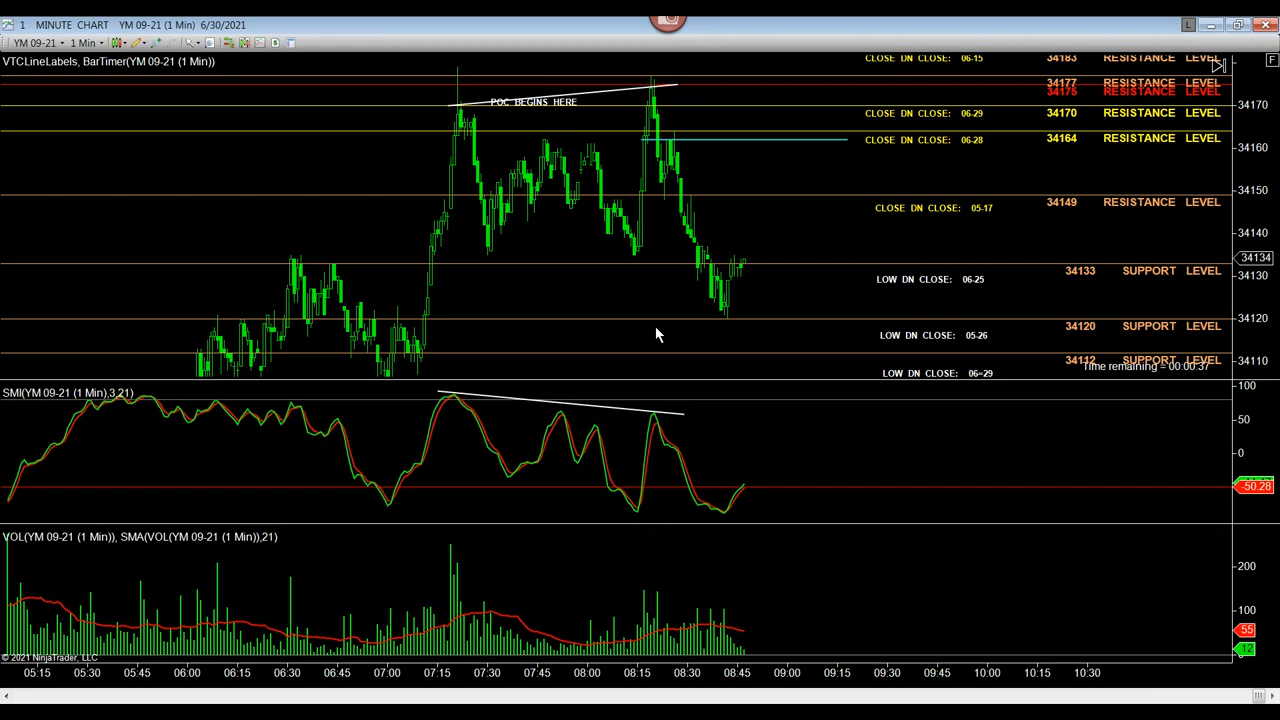 1 MINUTE CHART YM 09-21 (1 Min) 6/30/2021
L
YM 09-21 1 Min
VTCLineLabels, BarTimer(YM 09-21 (1 Min))
F
CLOSE DN CLOSE: 06-15 34183 RESISTANCE LEVEL
34177 RESISTANCE LEVEL
34175 RESISTANCE LEVEL
POC BEGINS HERE
CLOSE DN CLOSE: 06-29 34170 RESISTANCE LEVEL
CLOSE DN CLOSE: 06-28 34164 RESISTANCE LEVEL
CLOSE DN CLOSE: 05-17 34149 RESISTANCE LEVEL
LOW DN CLOSE: 06-25 34133 SUPPORT LEVEL
LOW DN CLOSE: 05-26 34120 SUPPORT LEVEL
LOW DN CLOSE: 06=29 34112 SUPPORT LEVEL
Time remaining = 00:00:37
34170
34160
34150
34140
34134
34130
34120
34110
SMI(YM 09-21 (1 Min),3,21)
100
50
0
-50.28
VOL(YM 09-21 (1 Min)), SMA(VOL(YM 09-21 (1 Min)),21)
200
100
55
12
© 2021 NinjaTrader, LLC
05:15 05:30 05:45 06:00 06:15 06:30 06:45 07:00 07:15 07:30 07:45 08:00 08:15 08:30 08:45 09:00 09:15 09:30 09:45 10:00 10:15 10:30